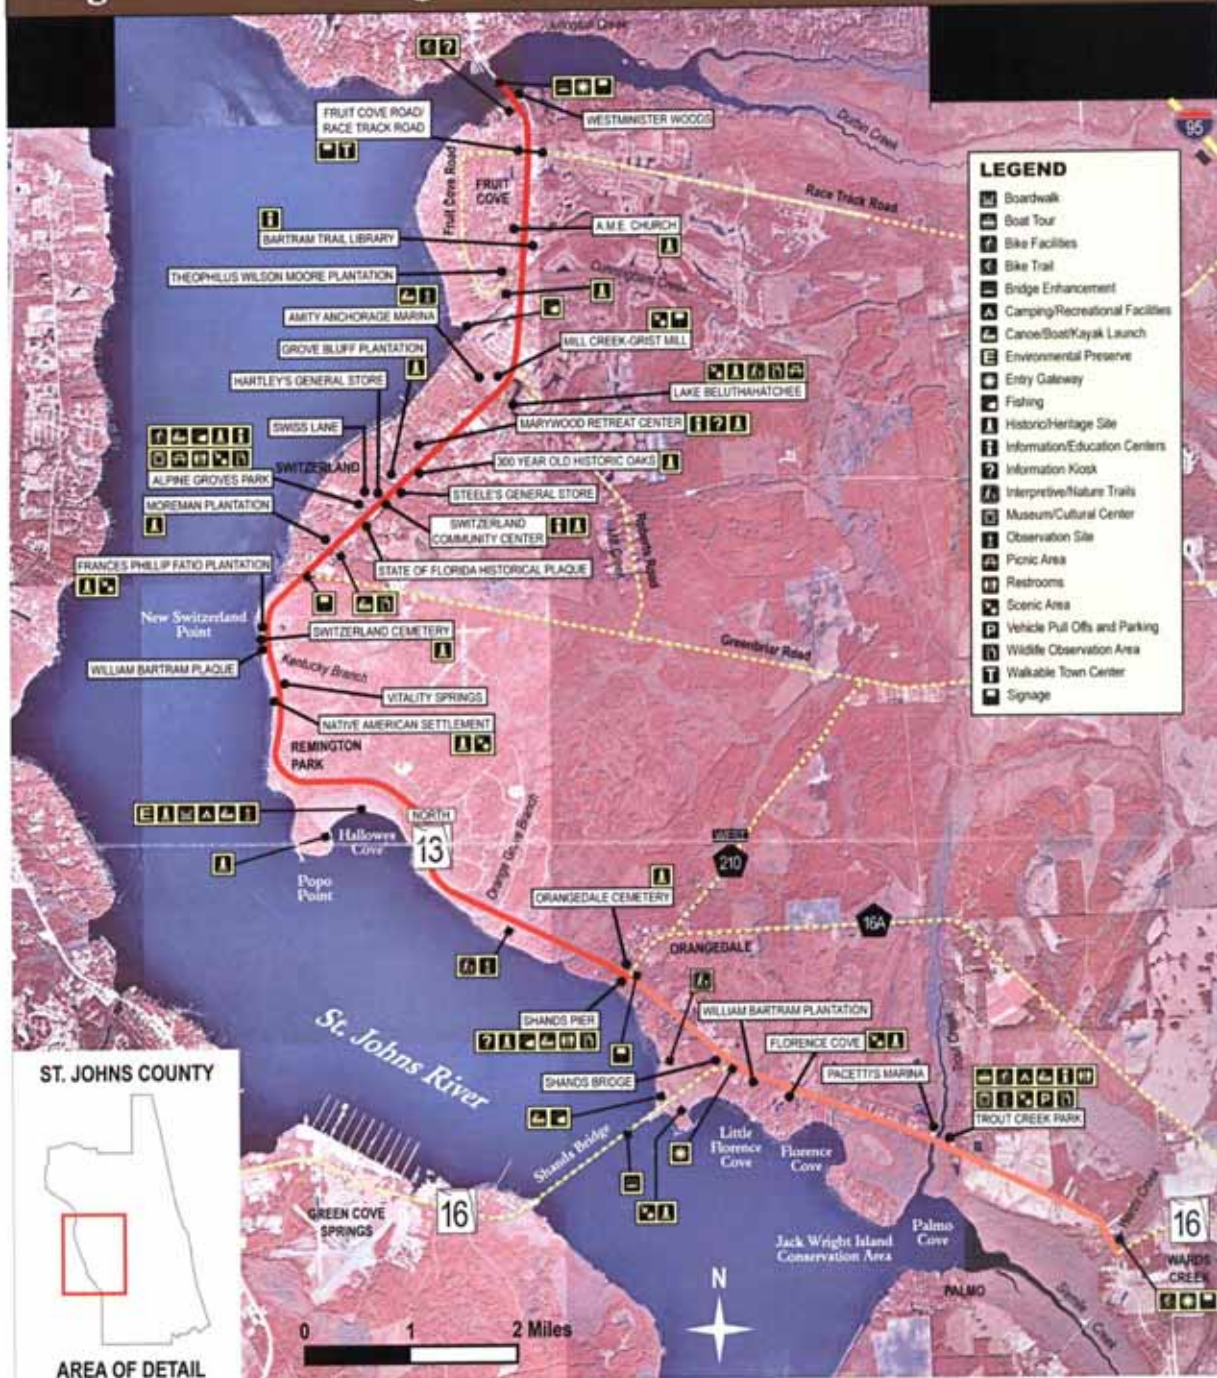 Durbin Creek
95
FRUIT COVE ROAD/
RACE TRACK ROAD
WESTMINISTER WOODS
Fruit Cove Road
FRUIT
COVE
Race Track Road
BARTRAM TRAIL LIBRARY
A.M.E. CHURCH
THEOPHILUS WILSON MOORE PLANTATION
Cunningham Creek
AMITY ANCHORAGE MARINA
MILL CREEK-GRIST MILL
GROVE BLUFF PLANTATION
HARTLEY'S GENERAL STORE
LAKE BELUTHAHATCHEE
SWISS LANE
MARYWOOD RETREAT CENTER
SWITZERLAND
300 YEAR OLD HISTORIC OAKS
ALPINE GROVES PARK
STEELE'S GENERAL STORE
MOREMAN PLANTATION
SWITZERLAND
COMMUNITY CENTER
Roberts Road
FRANCES PHILLIP FATIO PLANTATION
STATE OF FLORIDA HISTORICAL PLAQUE
New Switzerland
Point
SWITZERLAND CEMETERY
Greenbriar Road
WILLIAM BARTRAM PLAQUE
Kentucky Branch
VITALITY SPRINGS
NATIVE AMERICAN SETTLEMENT
REMINGTON
PARK
LEGEND
Boardwalk
Boat Tour
Bike Facilities
Bike Trail
Bridge Enhancement
Camping/Recreational Facilities
Canoe/Boat/Kayak Launch
E Environmental Preserve
Entry Gateway
Fishing
Historic/Heritage Site
Information/Education Centers
? Information Kiosk
Interpretive/Nature Trails
Museum/Cultural Center
Observation Site
Picnic Area
Restrooms
Scenic Area
P Vehicle Pull Offs and Parking
Wildlife Observation Area
T Walkable Town Center
Signage
NORTH
13
Hallowes
Cove
Popo
Point
Orange Grove Branch
WEST
210
16A
ORANGEDALE CEMETERY
ORANGEDALE
SHANDS PIER
WILLIAM BARTRAM PLANTATION
FLORENCE COVE
SHANDS BRIDGE
PACETTI'S MARINA
Trout Creek
TROUT CREEK PARK
St. Johns River
Shands Bridge
Little
Florence
Cove
Florence
Cove
GREEN COVE
SPRINGS
16
Jack Wright Island
Conservation Area
Palmo
Cove
PALMO
16
WARDS
CREEK
ST. JOHNS COUNTY
AREA OF DETAIL
0 1 2 Miles
N